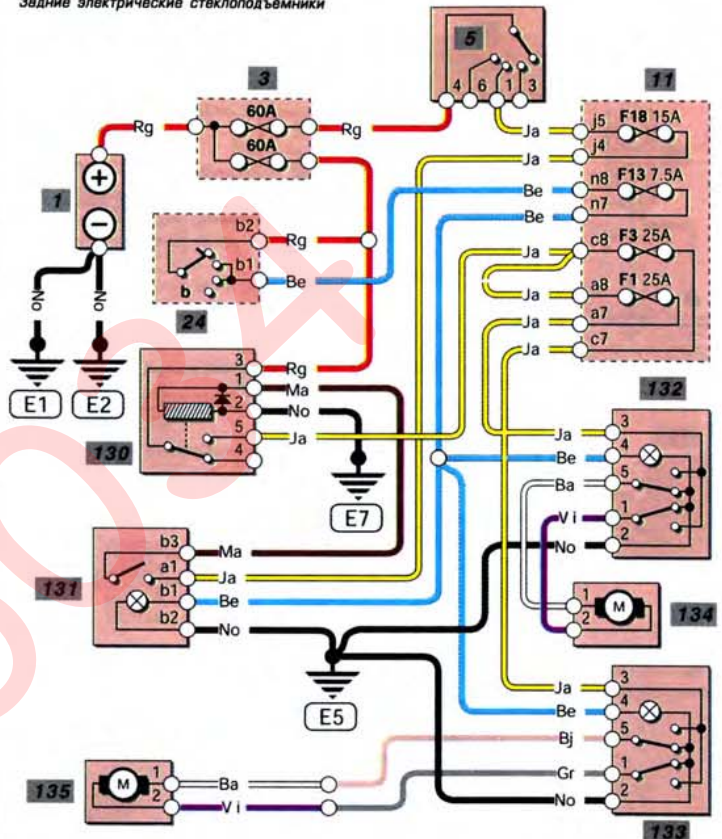 Задние электрические стеклоподъемники
5
4 6 1 3
3
60A
60A
Rg
Rg
11
j5 F18 15A
j4
n8 F13 7.5A
n7
c8 F3 25A
a8 F1 25A
a7
c7
Ja
Ja
Be
Be
Ja
Ja
Ja
Ja
1
+
−
No
No
E1
E2
b2
b1
b
Rg
Be
24
3
1
2
5
4
Rg
Ma
No
Ja
130
E7
132
3
4
5
1
2
Ja
Be
Ba
Vi
No
131
b3
a1
b1
b2
Ma
Ja
Be
No
E5
1
2
M
134
3
4
5
1
2
Ja
Be
Bj
Gr
No
133
135
M
1
2
Ba
Vi